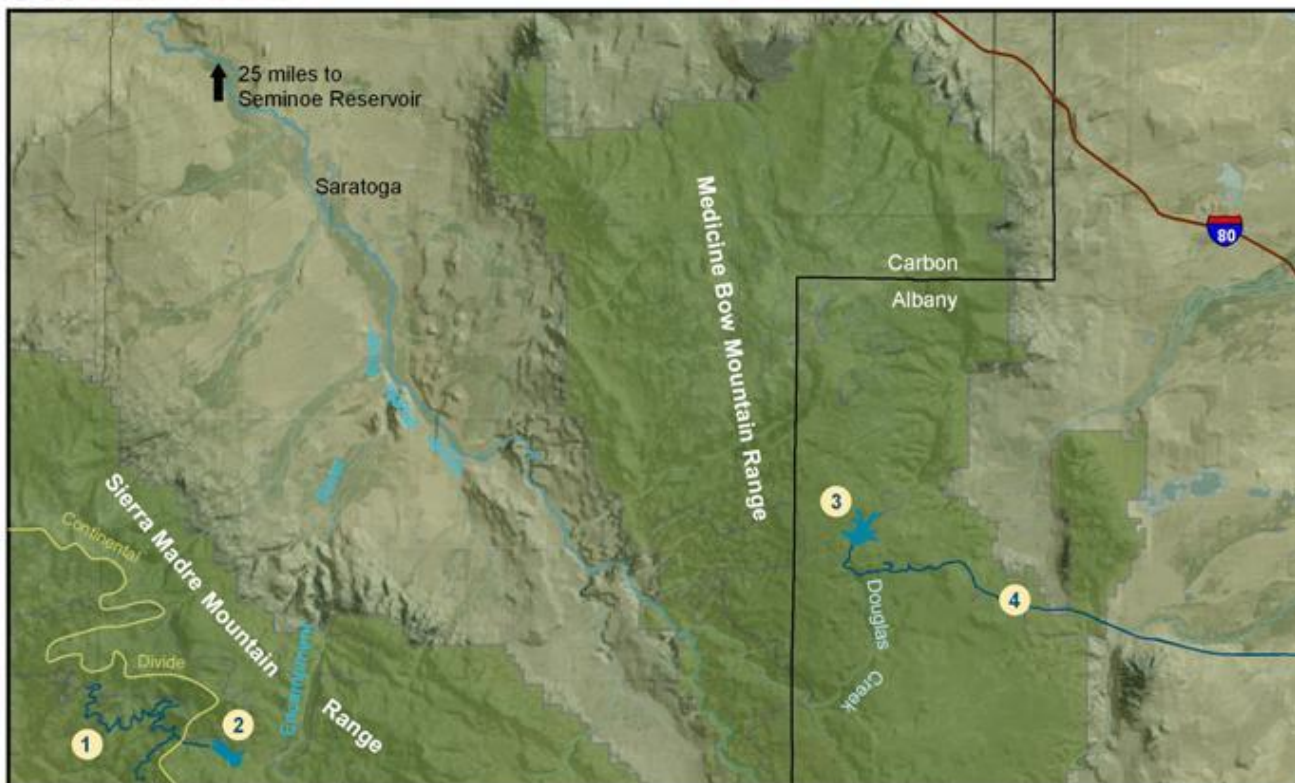 25 miles to
Seminoe Reservoir
Saratoga
Medicine Bow Mountain Range
80
Carbon
Albany
Sierra Madre Mountain
Range
Continental
Divide
Encampment
1
2
3
4
Douglas
Creek